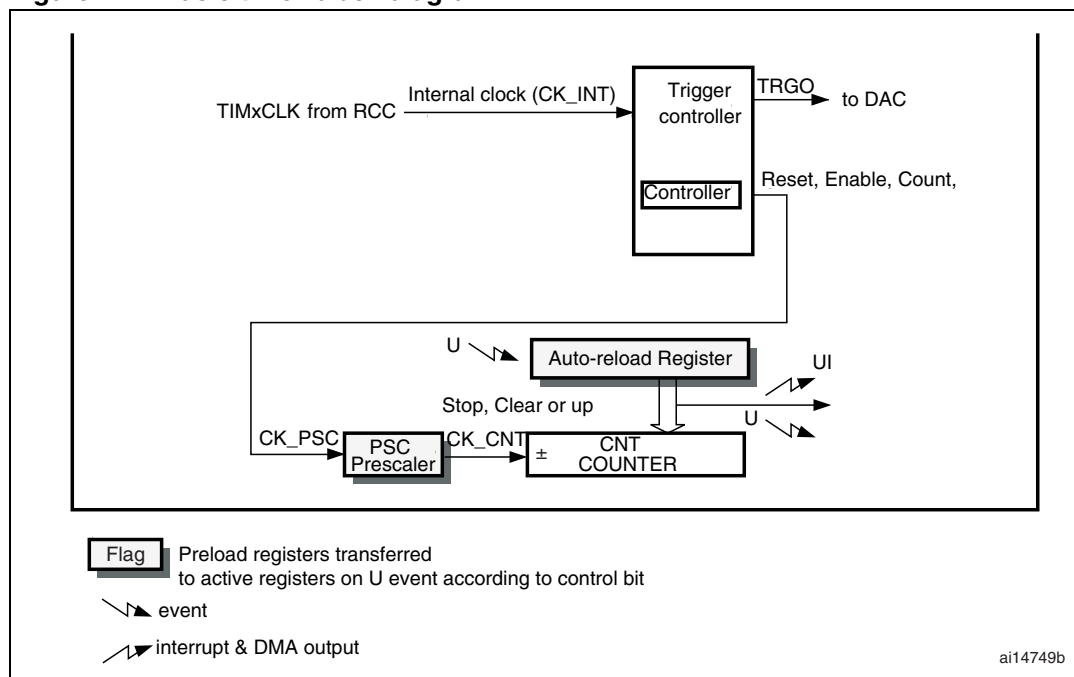 TIMxCLK from RCC
Internal clock (CK_INT)
Trigger
controller
TRGO
to DAC
Controller
Reset, Enable, Count,
U
Auto-reload Register
UI
Stop, Clear or up
U
CK_PSC
PSC
Prescaler
CK_CNT
±
CNT
COUNTER
Flag
Preload registers transferred
to active registers on U event according to control bit
event
interrupt & DMA output
ai14749b